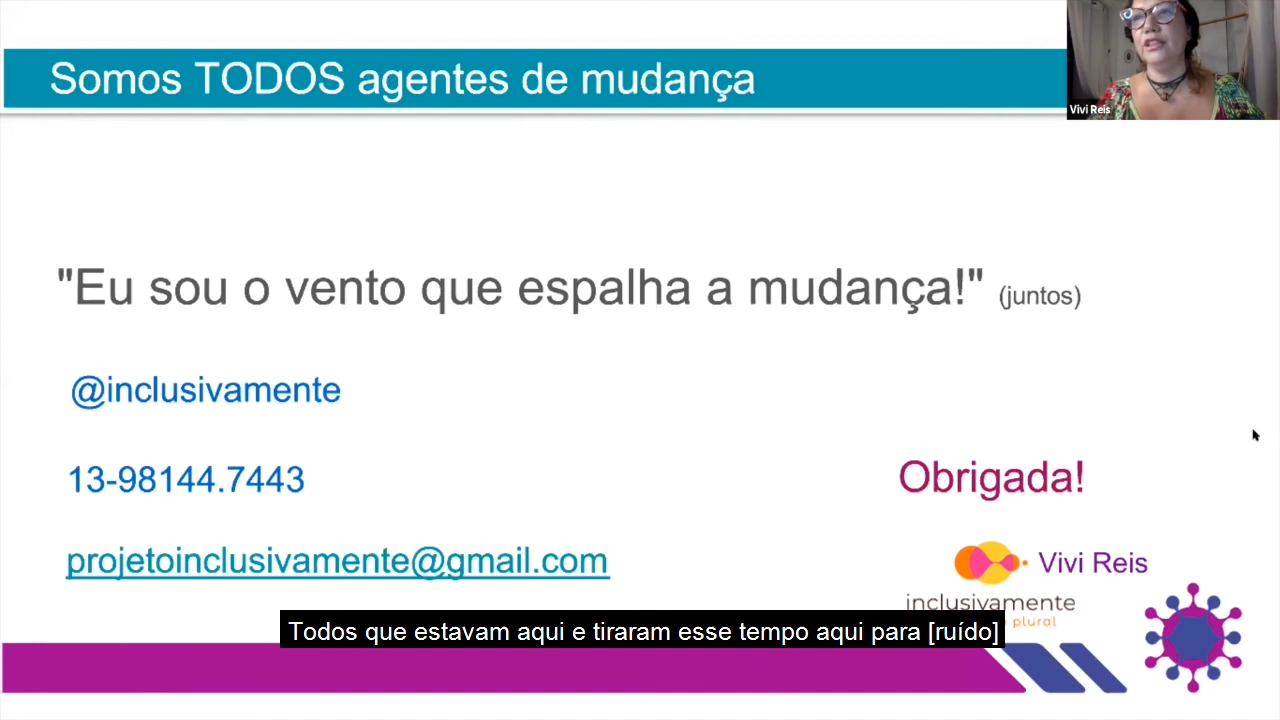 Somos TODOS agentes de mudança
Vivi Reis
"Eu sou o vento que espalha a mudança!" (juntos)
@inclusivamente
13-98144.7443
Obrigada!
projetoinclusivamente@gmail.com
Vivi Reis
inclusivamente
plural
Todos que estavam aqui e tiraram esse tempo aqui para [ruído]